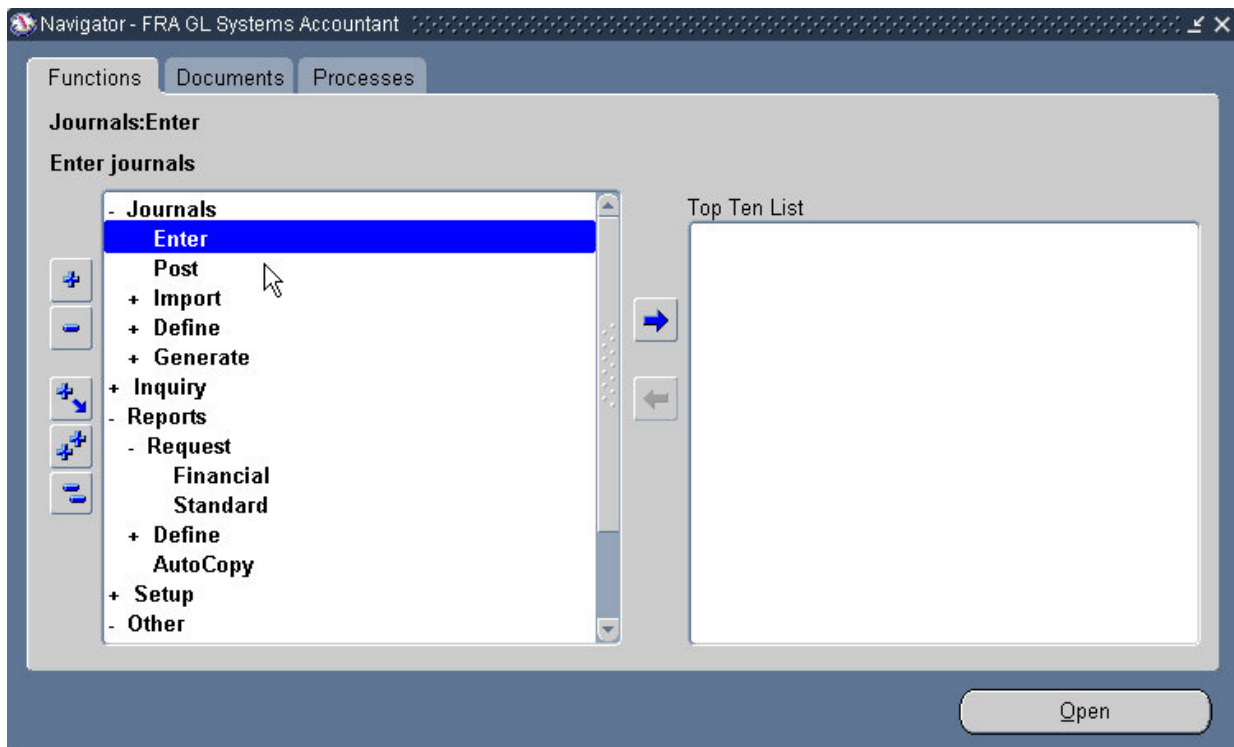 Navigator - FRA GL Systems Accountant
Functions Documents Processes
Journals:Enter
Enter journals
- Journals
Enter
Post
+ Import
+ Define
+ Generate
+ Inquiry
- Reports
- Request
Financial
Standard
+ Define
AutoCopy
+ Setup
- Other
Top Ten List
Open